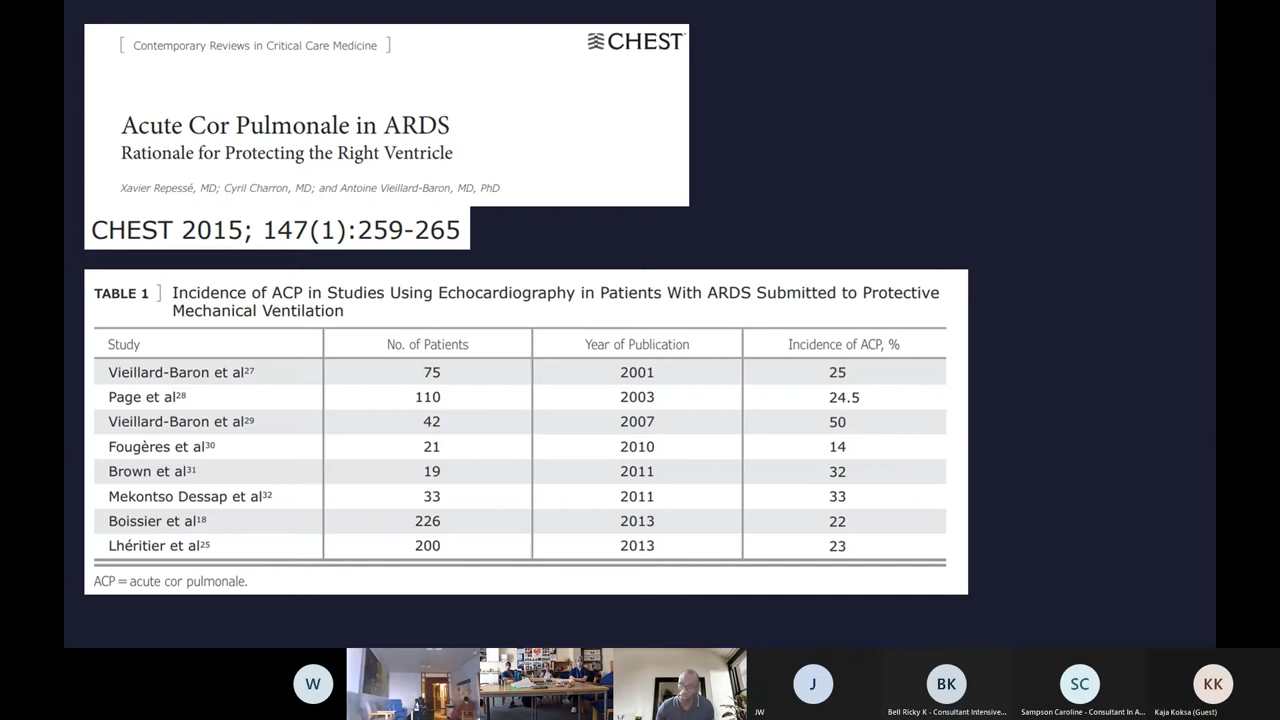 [ Contemporary Reviews in Critical Care Medicine ]
CHEST
Acute Cor Pulmonale in ARDS
Rationale for Protecting the Right Ventricle
Xavier Repessé, MD; Cyril Charron, MD; and Antoine Vieillard-Baron, MD, PhD
CHEST 2015; 147(1):259-265
TABLE 1 ] Incidence of ACP in Studies Using Echocardiography in Patients With ARDS Submitted to Protective
Mechanical Ventilation
Study No. of Patients Year of Publication Incidence of ACP, %
Vieillard-Baron et al27 75 2001 25
Page et al28 110 2003 24.5
Vieillard-Baron et al29 42 2007 50
Fougères et al30 21 2010 14
Brown et al31 19 2011 32
Mekontso Dessap et al32 33 2011 33
Boissier et al18 226 2013 22
Lhéritier et al25 200 2013 23
ACP = acute cor pulmonale.
W J BK SC KK
JW Bell Ricky K - Consultant Intensive... Sampson Caroline - Consultant In A... Kaja Koksa (Guest)